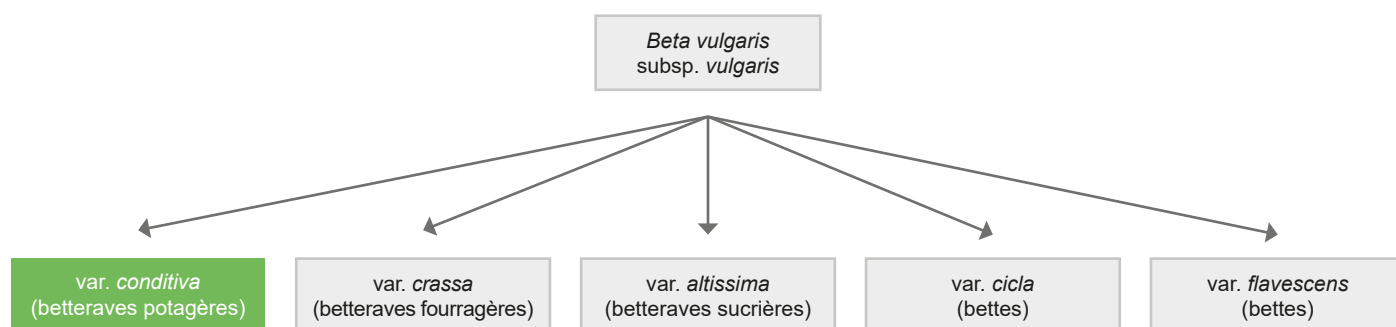 Beta vulgaris
subsp. vulgaris
var. conditiva
(betteraves potagères)
var. crassa
(betteraves fourragères)
var. altissima
(betteraves sucrières)
var. cicla
(bettes)
var. flavescens
(bettes)